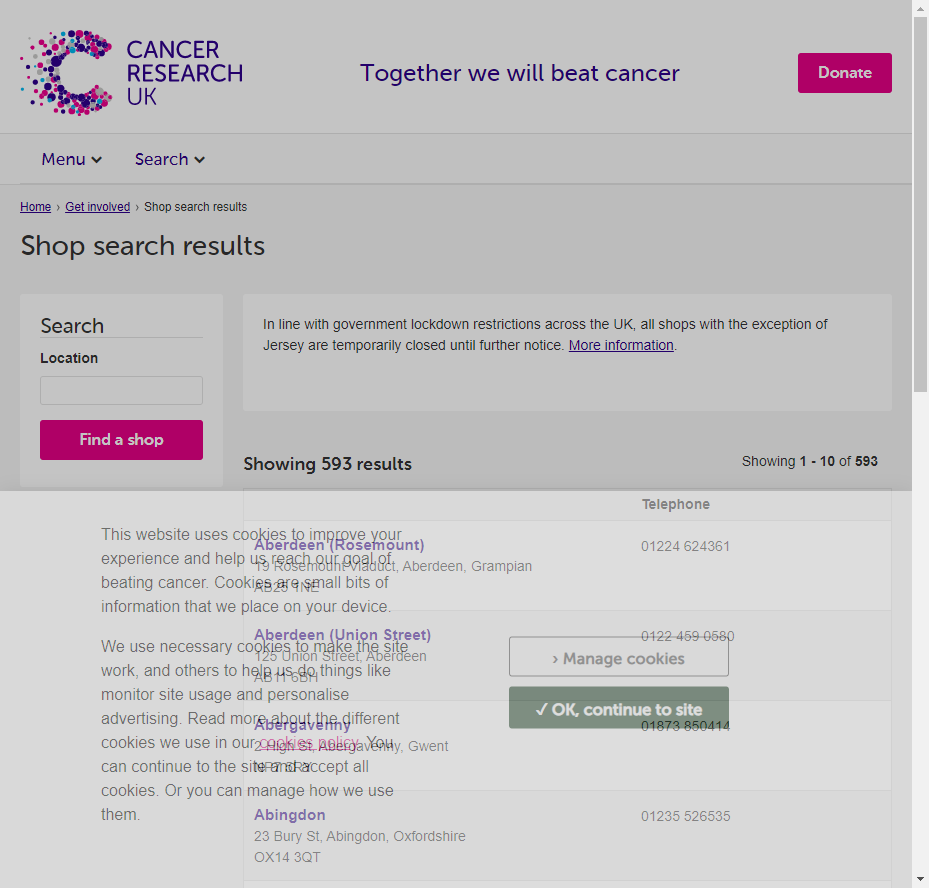 CANCER
RESEARCH
UK
Together we will beat cancer
Donate
Menu
Search
Home › Get involved › Shop search results
Shop search results
Search
Location
Find a shop
In line with government lockdown restrictions across the UK, all shops with the exception of
Jersey are temporarily closed until further notice. More information.
Showing 593 results
Showing 1 - 10 of 593
Telephone
Aberdeen (Rosemount)
19 Rosemount Viaduct, Aberdeen, Grampian
AB25 1NE
01224 624361
Aberdeen (Union Street)
125 Union Street, Aberdeen
AB11 6BH
0122 459 0580
Abergavenny
2 High St, Abergavenny, Gwent
NP7 5RY
01873 850414
Abingdon
23 Bury St, Abingdon, Oxfordshire
OX14 3QT
01235 526535
This website uses cookies to improve your
experience and help us reach our goal of
beating cancer. Cookies are small bits of
information that we place on your device.
We use necessary cookies to make the site
work, and others to help us do things like
monitor site usage and personalise
advertising. Read more about the different
cookies we use in our cookies policy. You
can continue to the site and accept all
cookies. Or you can manage how we use
them.
› Manage cookies
✓ OK, continue to site